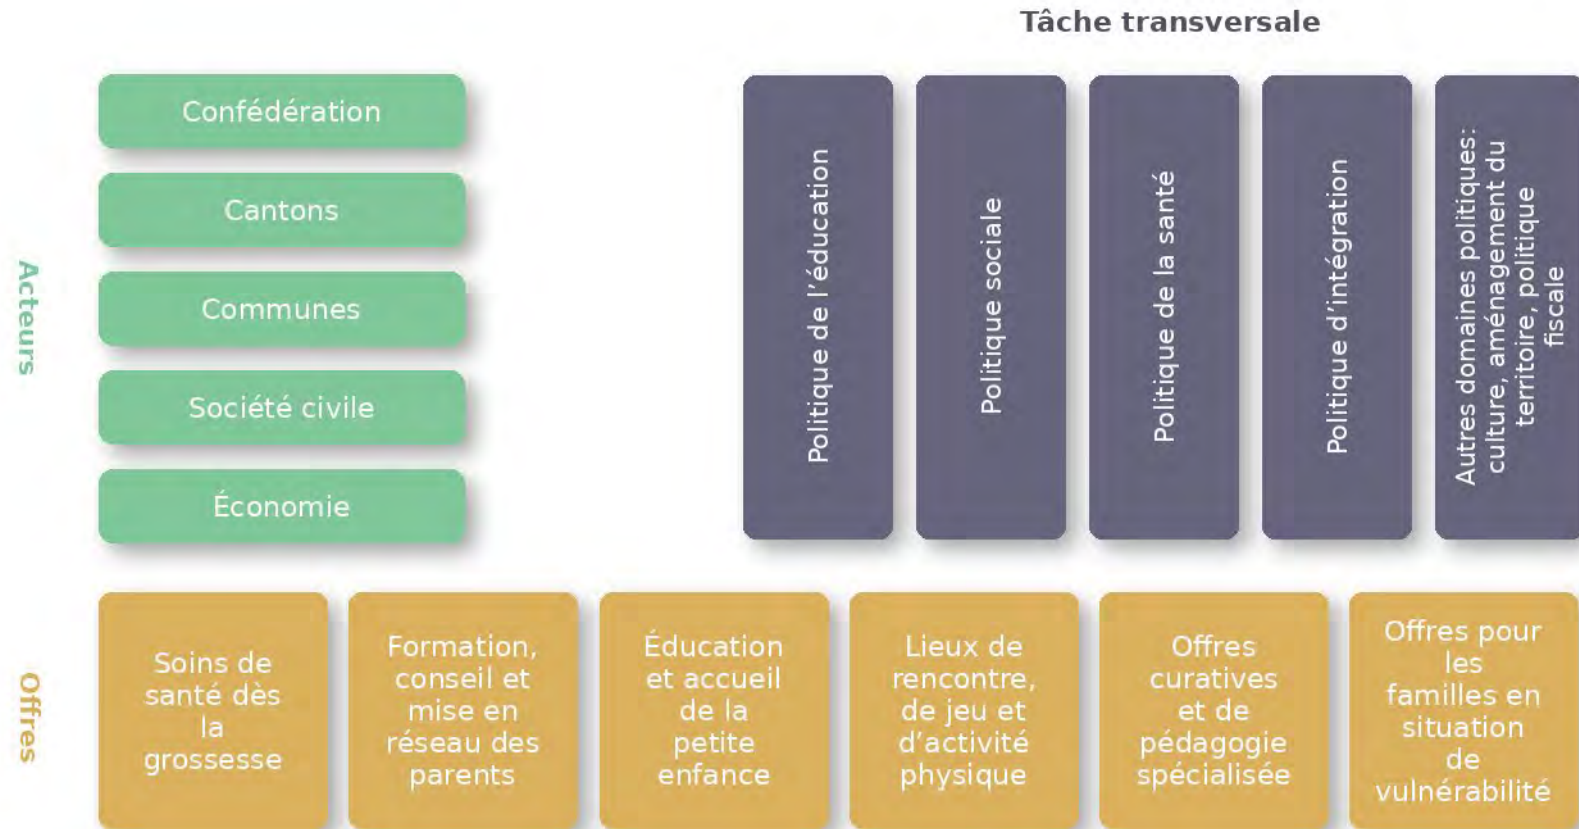 Tâche transversale
Acteurs
Confédération
Cantons
Communes
Société civile
Économie
Politique de l’éducation
Politique sociale
Politique de la santé
Politique d’intégration
Autres domaines politiques:
culture, aménagement du
territoire, politique
fiscale
Offres
Soins de
santé dès
la
grossesse
Formation,
conseil et
mise en
réseau des
parents
Éducation
et accueil
de la
petite
enfance
Lieux de
rencontre,
de jeu et
d’activité
physique
Offres
curatives
et de
pédagogie
spécialisée
Offres pour
les
familles en
situation
de
vulnérabilité